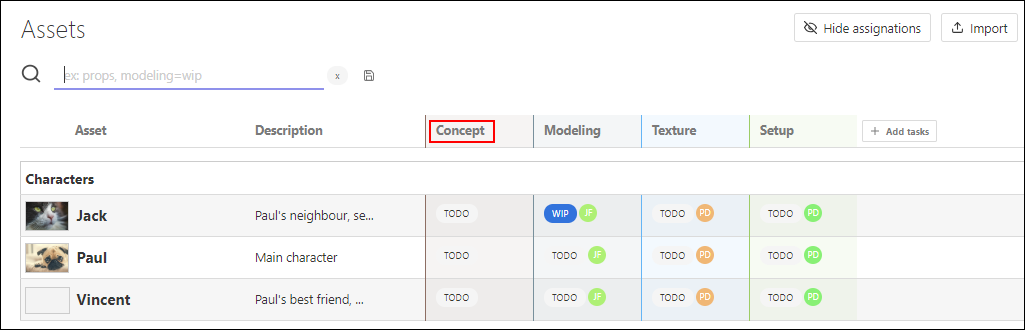 Assets
Hide assignations
Import
ex: props, modeling=wip
x
Asset Description Concept Modeling Texture Setup + Add tasks
Characters
Jack Paul's neighbour, se... TODO WIP JF TODO PD TODO PD
Paul Main character TODO TODO JF TODO PD TODO PD
Vincent Paul's best friend, ... TODO TODO JF TODO PD TODO PD